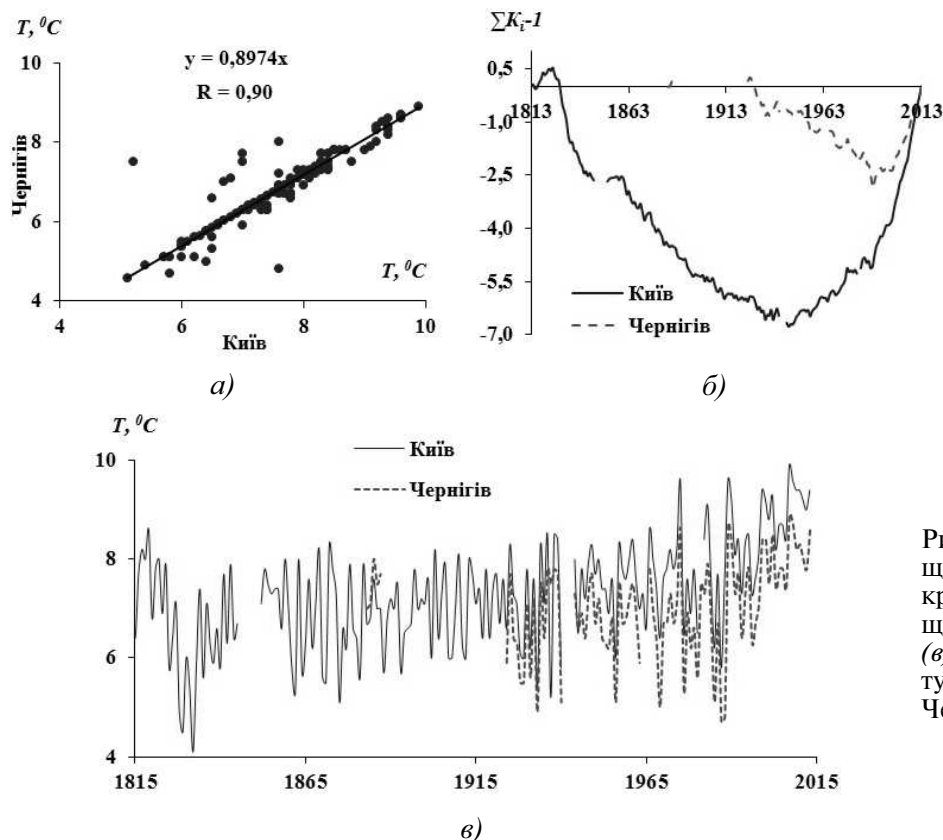 T, ⁰C
10
8
6
4
Чернігів
y = 0,8974x
R = 0,90
T, ⁰C
4
6
8
10
Київ
а)
∑Kᵢ-1
0,5
-1,0
-2,5
-4,0
-5,5
-7,0
1813
1863
1913
1963
2013
Київ
Чернігів
б)
T, ⁰C
Київ
Чернігів
10
8
6
4
1815
1865
1915
1965
2015
в)
Ри
щ
кр
щ
(в)
ту
Че